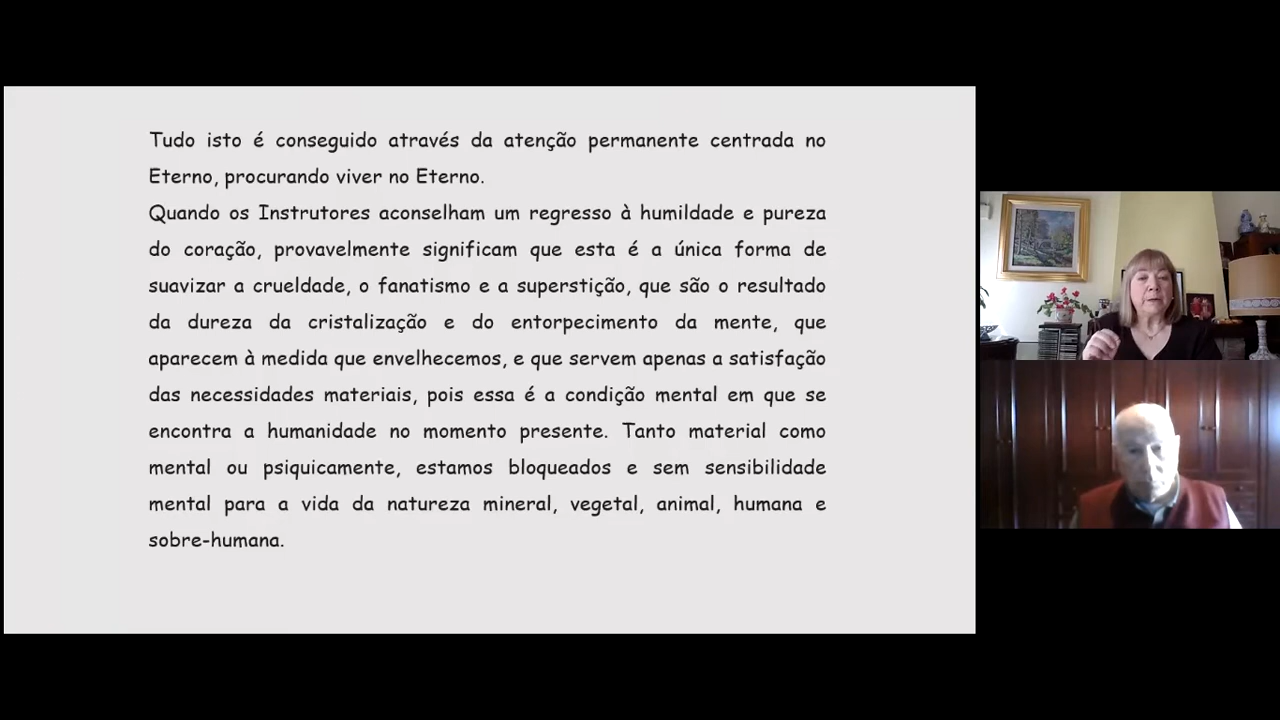 Tudo isto é conseguido através da atenção permanente centrada no
Eterno, procurando viver no Eterno.
Quando os Instrutores aconselham um regresso à humildade e pureza
do coração, provavelmente significam que esta é a única forma de
suavizar a crueldade, o fanatismo e a superstição, que são o resultado
da dureza da cristalização e do entorpecimento da mente, que
aparecem à medida que envelhecemos, e que servem apenas a satisfação
das necessidades materiais, pois essa é a condição mental em que se
encontra a humanidade no momento presente. Tanto material como
mental ou psiquicamente, estamos bloqueados e sem sensibilidade
mental para a vida da natureza mineral, vegetal, animal, humana e
sobre-humana.